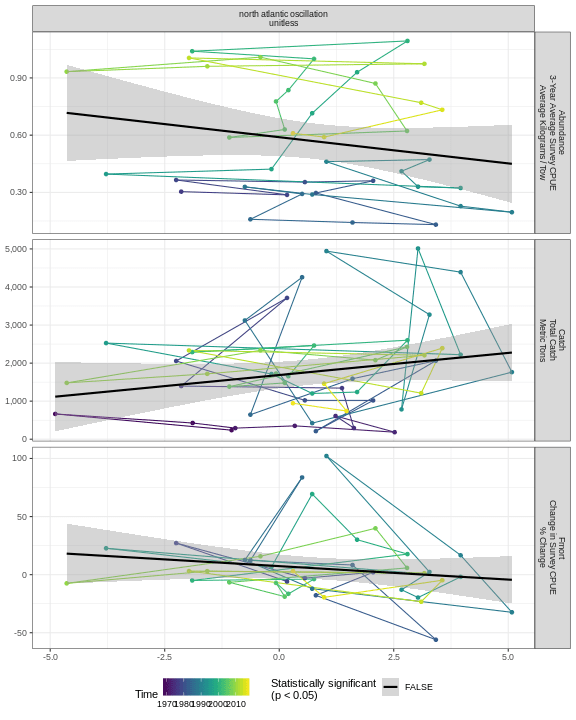 north atlantic oscillation
unitless
0.90
0.60
0.30
Abundance
3-Year Average Survey CPUE
Average Kilograms / Tow
5,000
4,000
3,000
2,000
1,000
0
Catch
Total Catch
Metric Tons
100
50
0
-50
Fmort
Change in Survey CPUE
% Change
-5.0
-2.5
0.0
2.5
5.0
Time
1970
1980
1990
2000
2010
Statistically significant
(p < 0.05)
FALSE